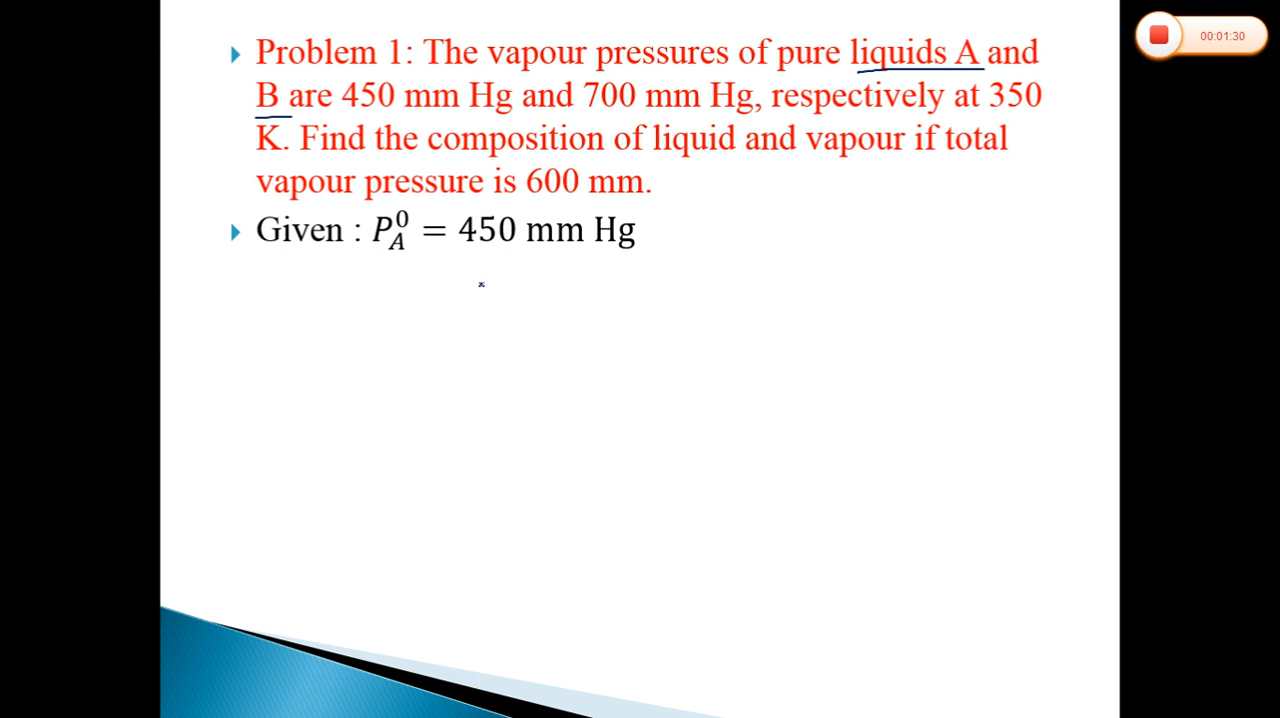 Problem 1: The vapour pressures of pure liquids A and
B are 450 mm Hg and 700 mm Hg, respectively at 350
K. Find the composition of liquid and vapour if total
vapour pressure is 600 mm.
Given : P_A^0 = 450 mm Hg
00:01:30